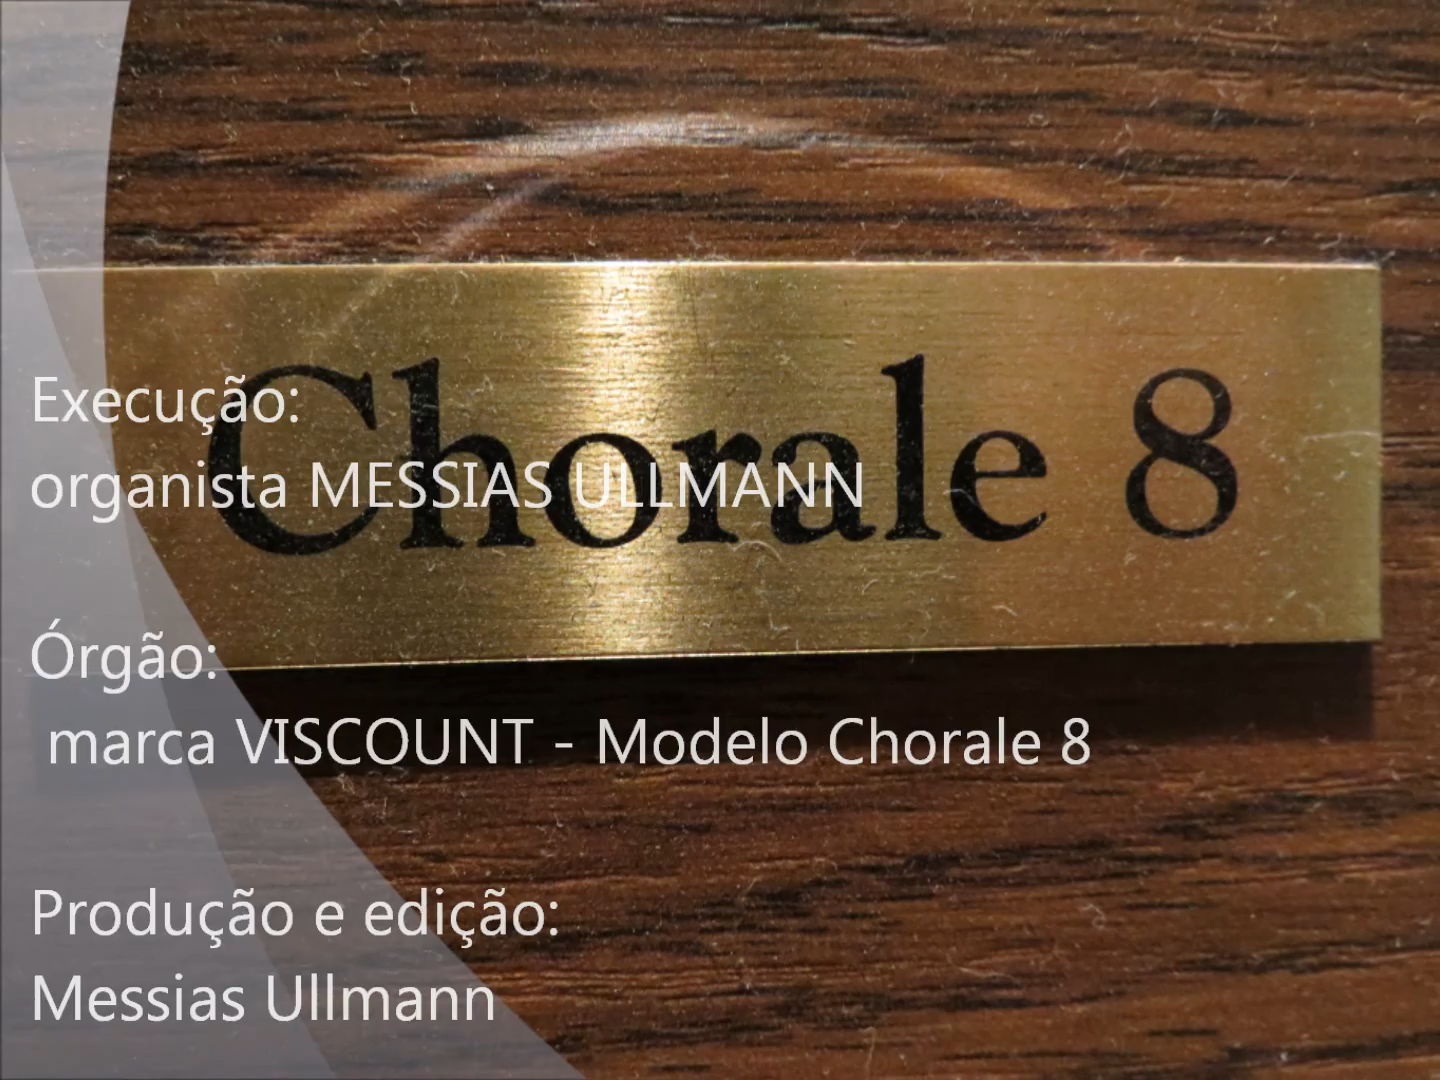 Chorale 8
Execução:
organista MESSIAS ULLMANN
Órgão:
marca VISCOUNT - Modelo Chorale 8
Produção e edição:
Messias Ullmann